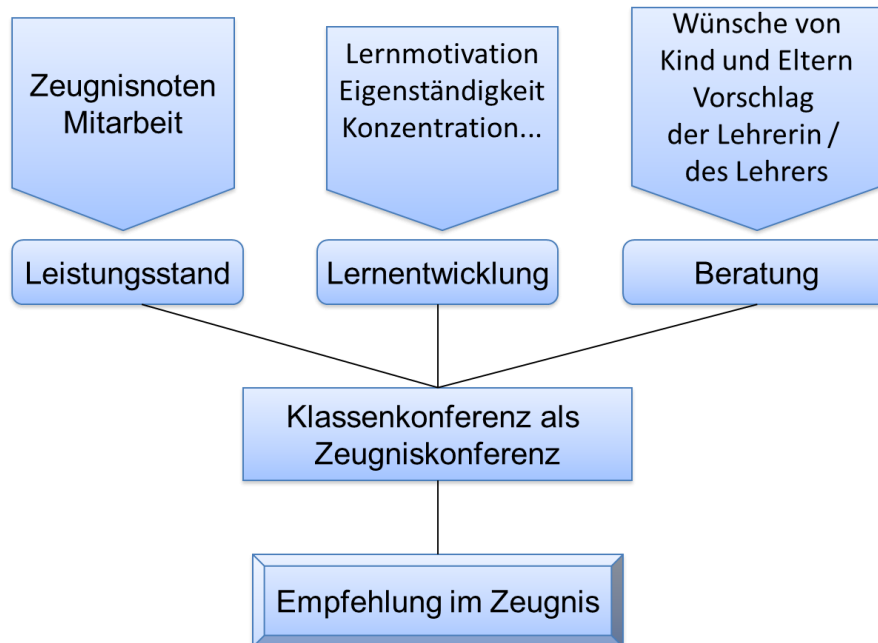 Zeugnisnoten
Mitarbeit
Lernmotivation
Eigenständigkeit
Konzentration...
Wünsche von
Kind und Eltern
Vorschlag
der Lehrerin /
des Lehrers
Leistungsstand
Lernentwicklung
Beratung
Klassenkonferenz als
Zeugniskonferenz
Empfehlung im Zeugnis